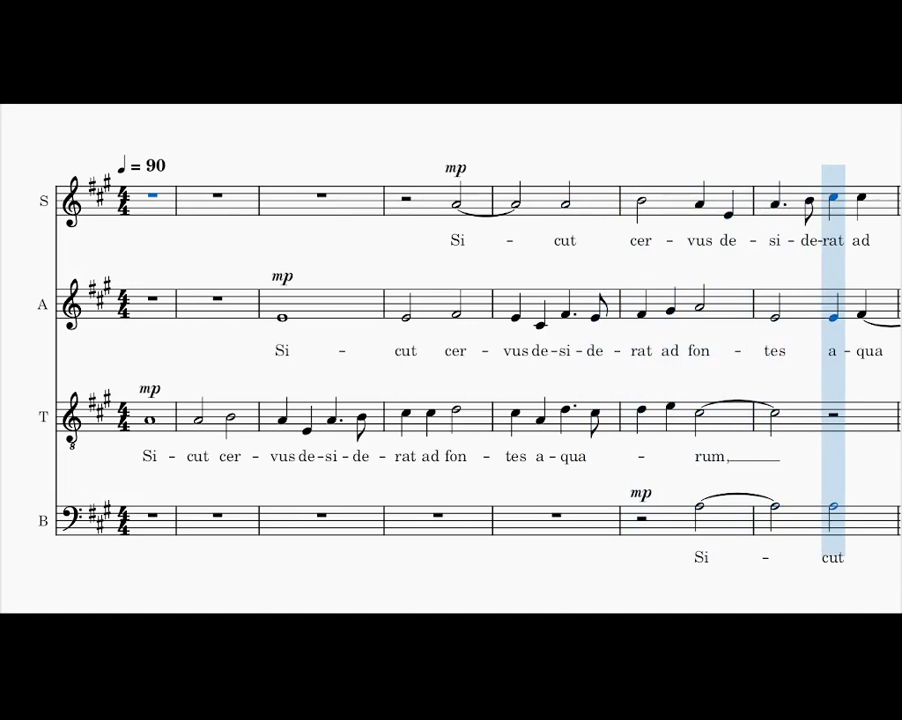 ♩ = 90
mp
S
Si - cut cer - vus de - si - de-rat ad
mp
A
Si - cut cer - vus de - si - de - rat ad fon - tes a - qua
mp
T
8
Si - cut cer - vus de - si - de - rat ad fon - tes a - qua - rum,
mp
B
Si - cut